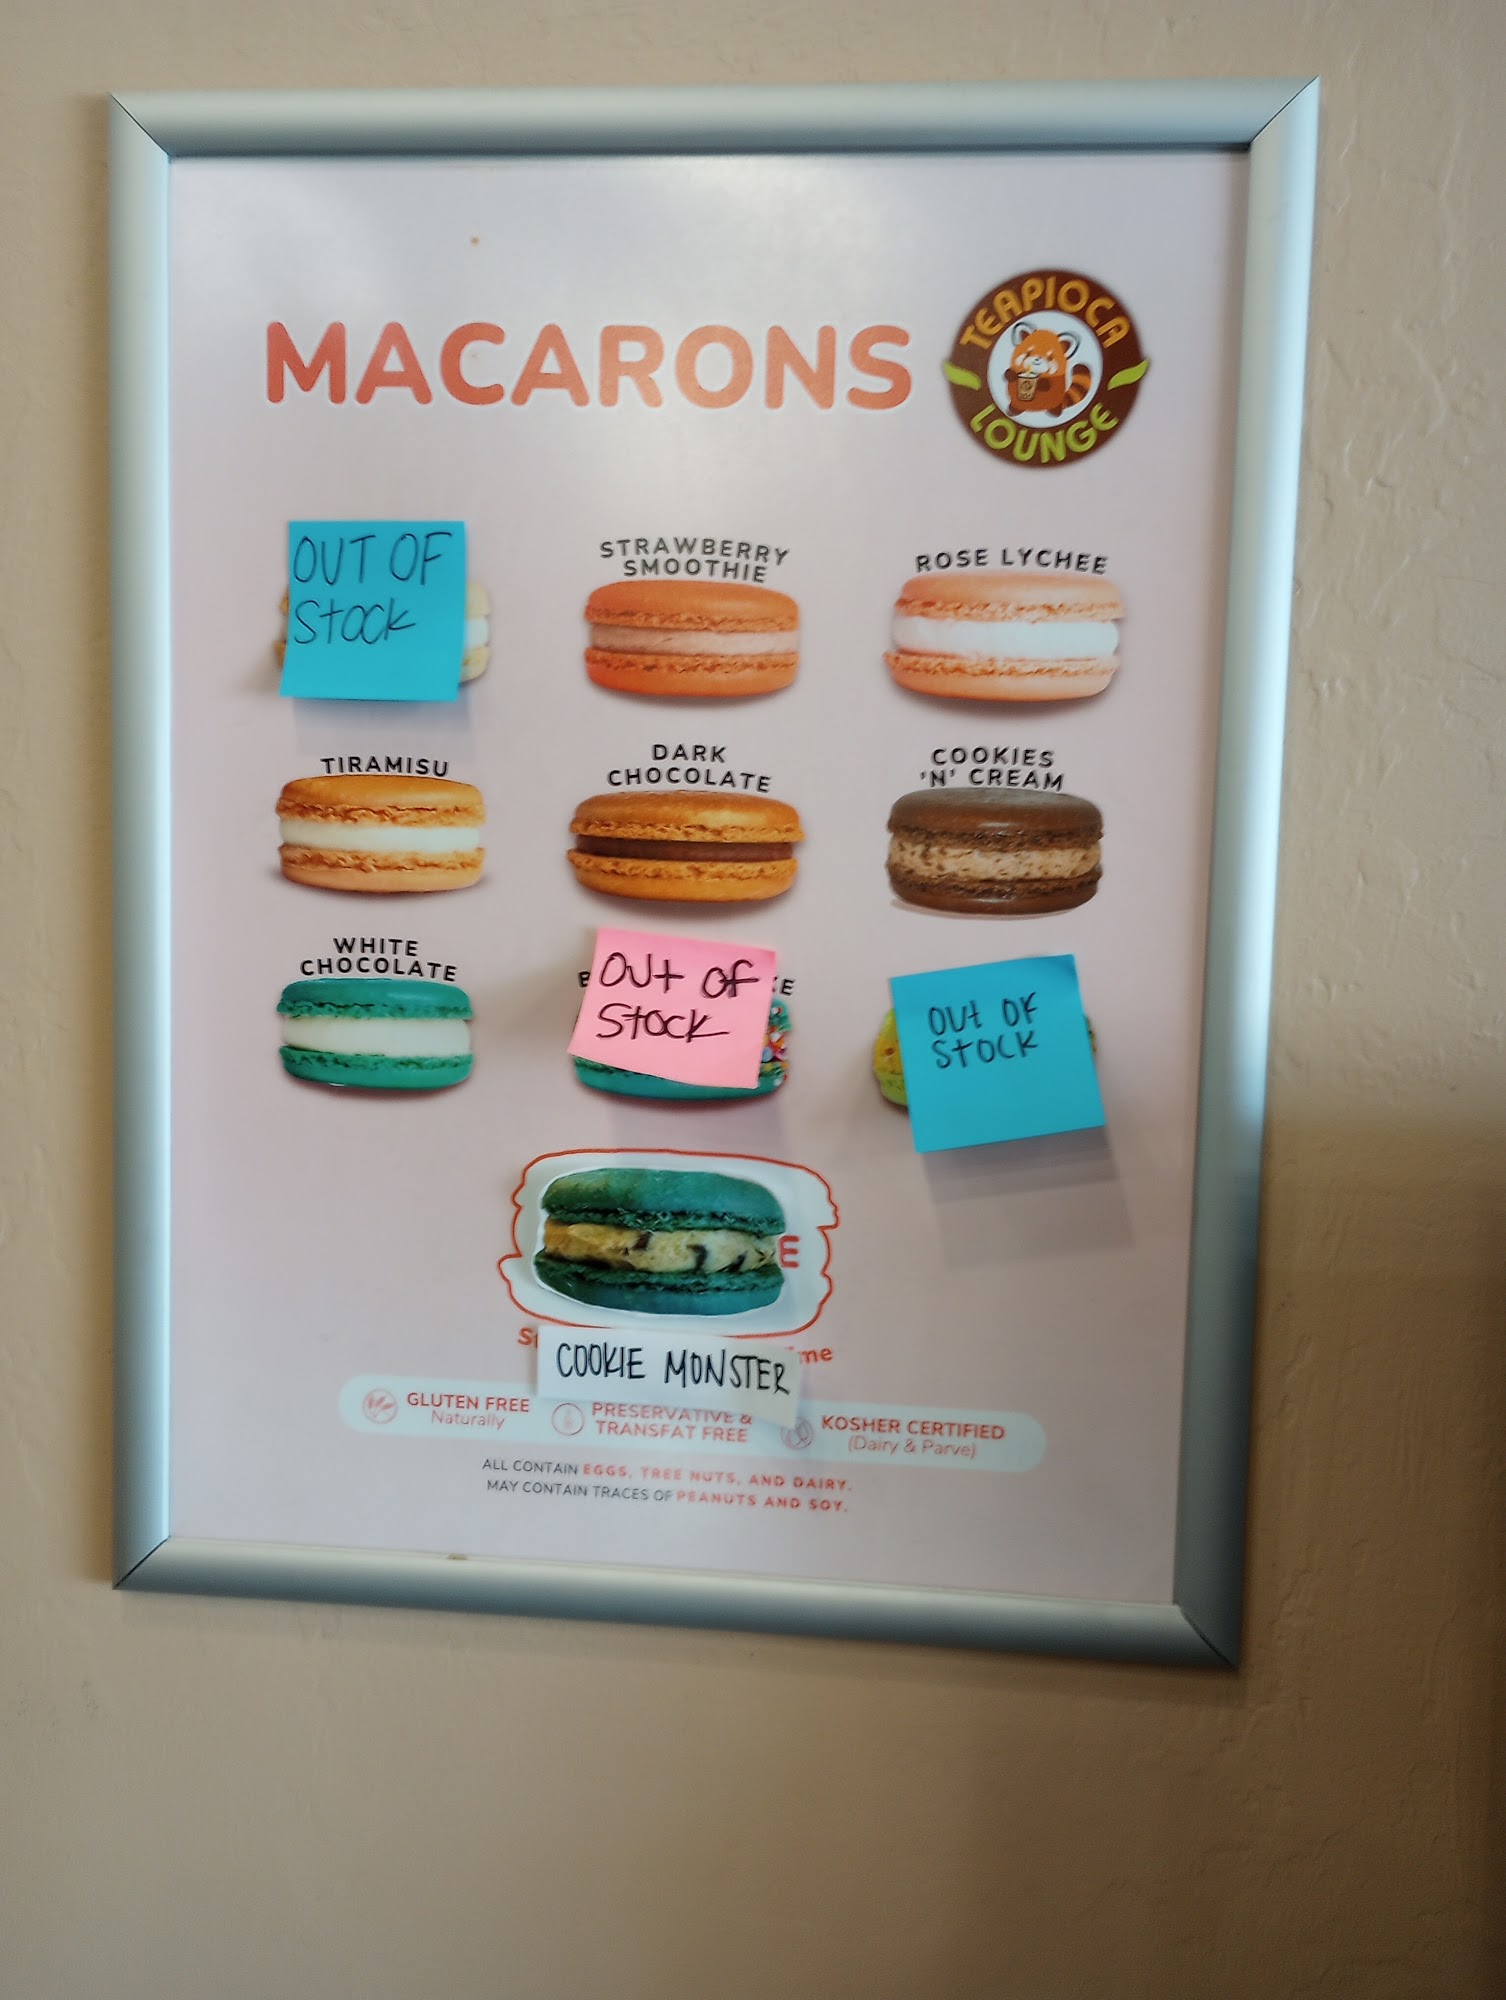 MACARONS
TEAPIOCA
LOUNGE
OUT OF
Stock
STRAWBERRY
SMOOTHIE
ROSE LYCHEE
TIRAMISU
DARK
CHOCOLATE
COOKIES
'N' CREAM
WHITE
CHOCOLATE
OUt of
Stock
OUt OF
StOCK
COOKIE MONSTER
GLUTEN FREE
Naturally
PRESERVATIVE &
TRANSFAT FREE
KOSHER CERTIFIED
(Dairy & Parve)
ALL CONTAIN EGGS, TREE NUTS, AND DAIRY.
MAY CONTAIN TRACES OF PEANUTS AND SOY.